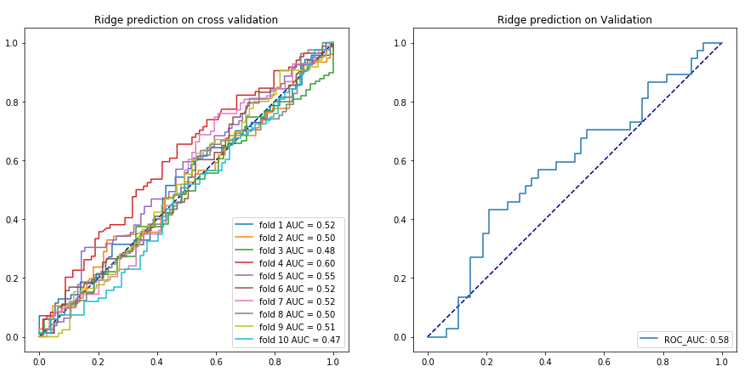 Ridge prediction on cross validation
1.0
0.8
0.6
0.4
0.2
0.0
0.0 0.2 0.4 0.6 0.8 1.0
fold 1 AUC = 0.52
fold 2 AUC = 0.50
fold 3 AUC = 0.48
fold 4 AUC = 0.60
fold 5 AUC = 0.55
fold 6 AUC = 0.52
fold 7 AUC = 0.52
fold 8 AUC = 0.50
fold 9 AUC = 0.51
fold 10 AUC = 0.47
Ridge prediction on Validation
1.0
0.8
0.6
0.4
0.2
0.0
0.0 0.2 0.4 0.6 0.8 1.0
ROC_AUC: 0.58